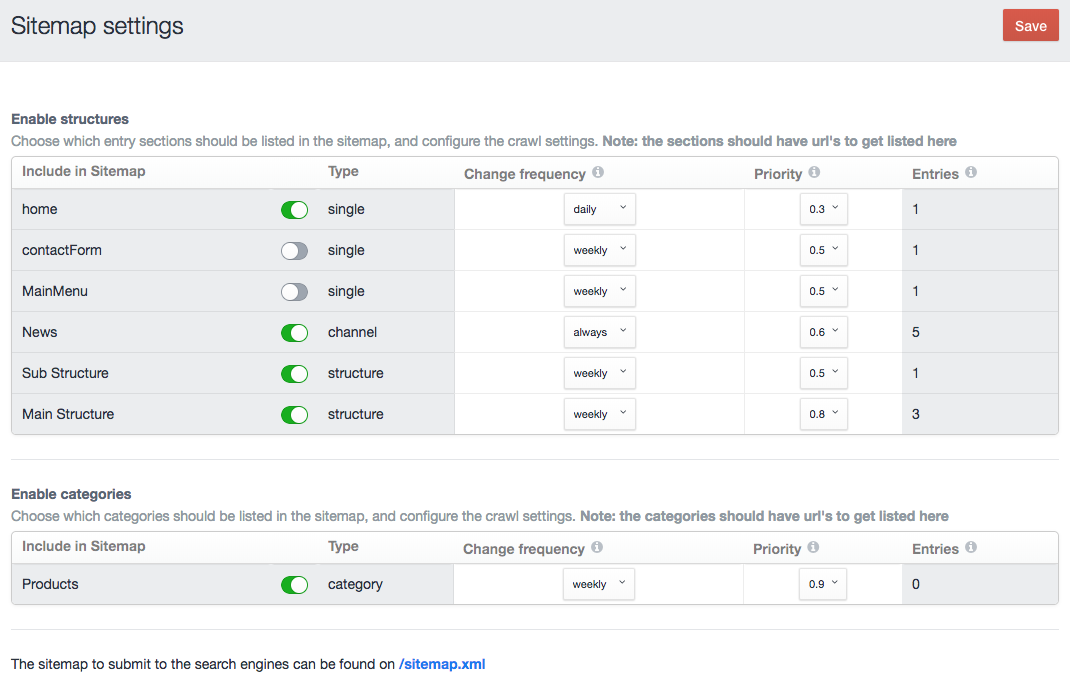 Sitemap settings
Save
Enable structures
Choose which entry sections should be listed in the sitemap, and configure the crawl settings. Note: the sections should have url's to get listed here
Include in Sitemap Type Change frequency Priority Entries
home single daily 0.3 1
contactForm single weekly 0.5 1
MainMenu single weekly 0.5 1
News channel always 0.6 5
Sub Structure structure weekly 0.5 1
Main Structure structure weekly 0.8 3
Enable categories
Choose which categories should be listed in the sitemap, and configure the crawl settings. Note: the categories should have url's to get listed here
Include in Sitemap Type Change frequency Priority Entries
Products category weekly 0.9 0
The sitemap to submit to the search engines can be found on /sitemap.xml